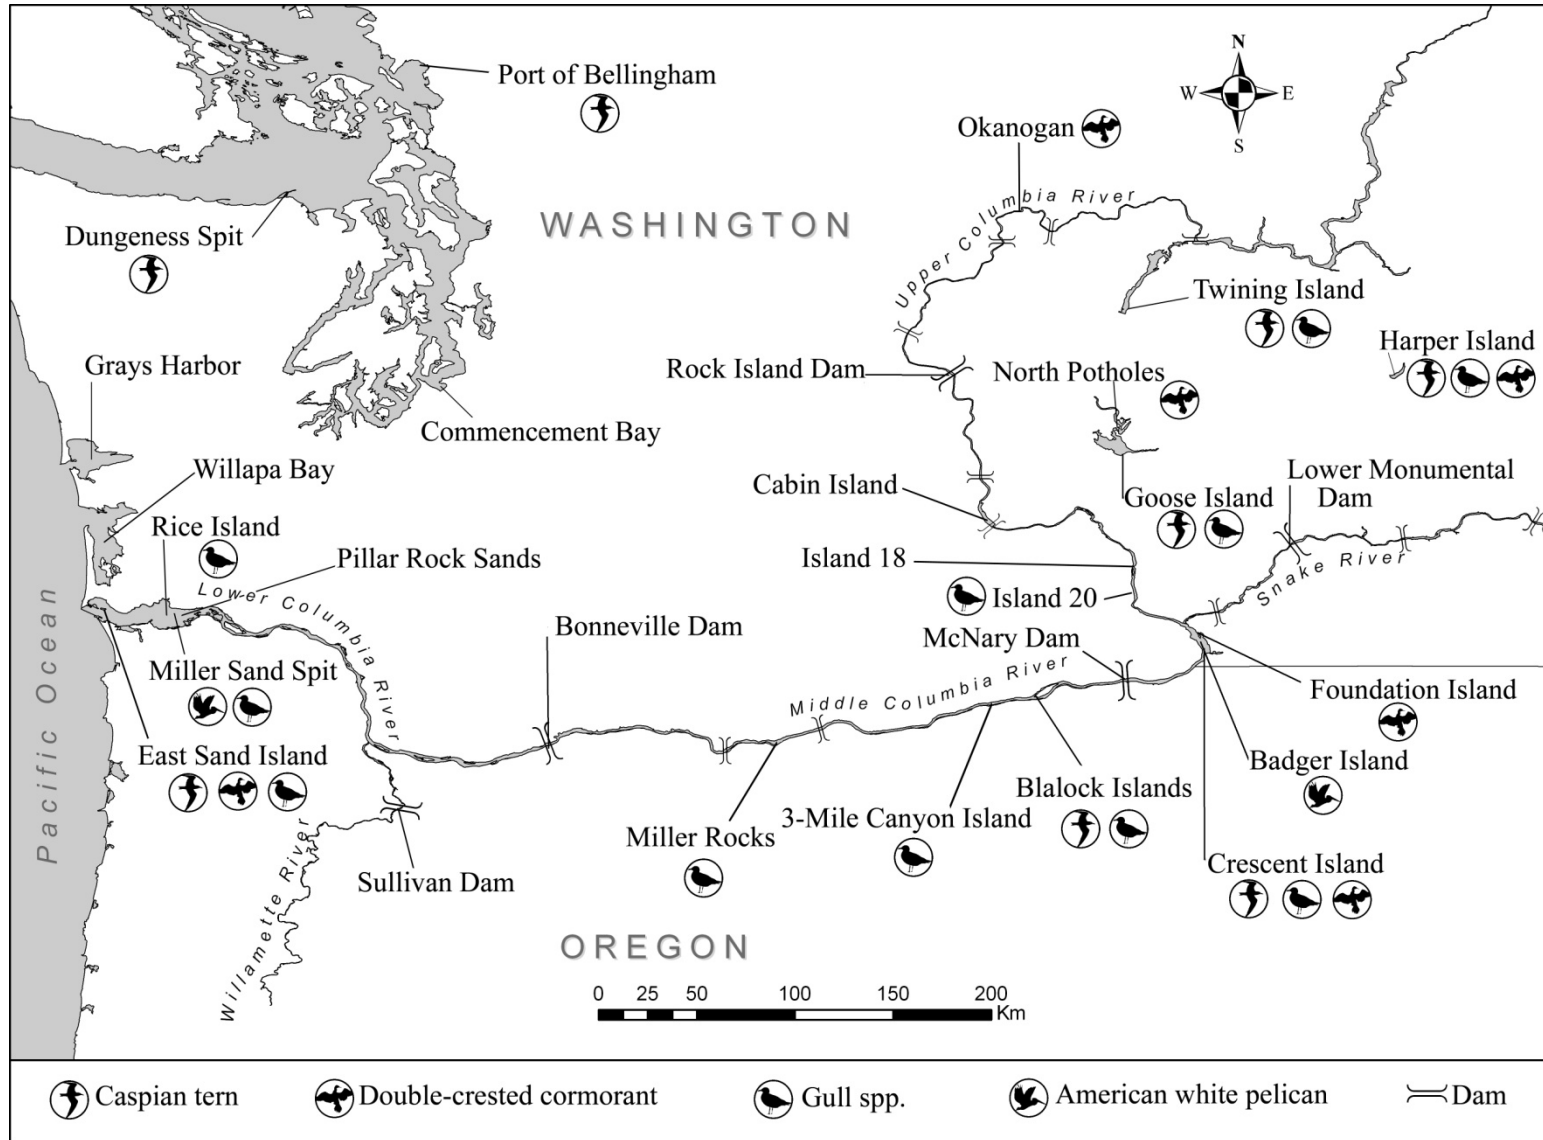 Port of Bellingham
N
W E
S
Okanogan
Upper Columbia River
WASHINGTON
Dungeness Spit
Twining Island
Harper Island
Grays Harbor
Rock Island Dam
North Potholes
Commencement Bay
Willapa Bay
Cabin Island
Goose Island
Lower Monumental
Dam
Rice Island
Pillar Rock Sands
Island 18
Snake River
Lower Columbia River
Island 20
Bonneville Dam
McNary Dam
Miller Sand Spit
Middle Columbia River
Foundation Island
Pacific Ocean
East Sand Island
Badger Island
Blalock Islands
3-Mile Canyon Island
Miller Rocks
Crescent Island
Sullivan Dam
Willamette River
OREGON
0 25 50 100 150 200
Km
Caspian tern
Double-crested cormorant
Gull spp.
American white pelican
Dam